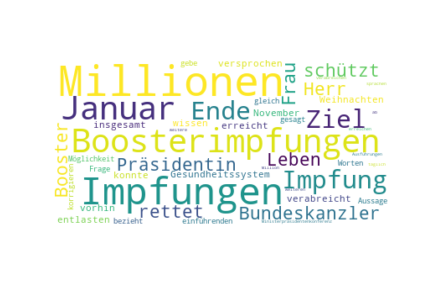 gebe versprochen
Millionen Frau schützt
Herr
Weihnachten
Januar Ende gleich November gesagt Ziel
insgesamt wissen erreicht
Booster Boosterimpfungen
Möglichkeit Präsidentin Leben Worten
Frage konnte Gesundheitssystem Impfung
korrigieren Impfungen verabreicht Aussage
vorhin rettet Bundeskanzler
entlasten bezieht einführenden